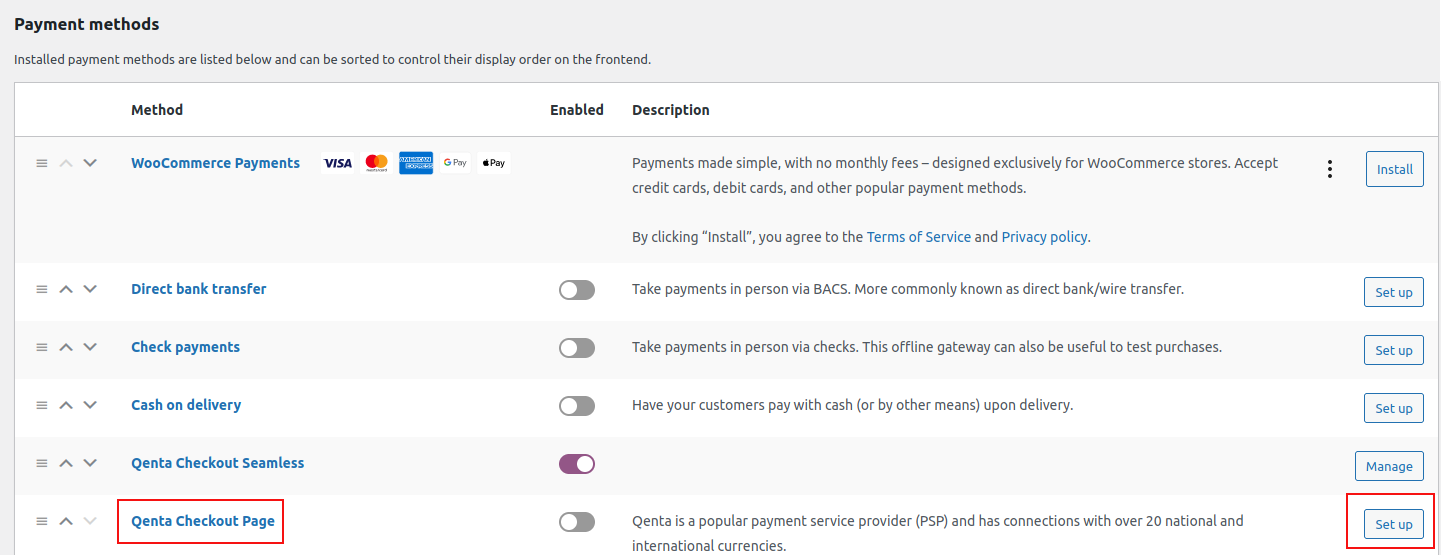 Payment methods
Installed payment methods are listed below and can be sorted to control their display order on the frontend.
Method Enabled Description
WooCommerce Payments VISA mastercard AMERICAN EXPRESS G Pay Pay Payments made simple, with no monthly fees – designed exclusively for WooCommerce stores. Accept Install
credit cards, debit cards, and other popular payment methods.
By clicking “Install”, you agree to the Terms of Service and Privacy policy.
Direct bank transfer Take payments in person via BACS. More commonly known as direct bank/wire transfer. Set up
Check payments Take payments in person via checks. This offline gateway can also be useful to test purchases. Set up
Cash on delivery Have your customers pay with cash (or by other means) upon delivery. Set up
Qenta Checkout Seamless Manage
Qenta Checkout Page Qenta is a popular payment service provider (PSP) and has connections with over 20 national and Set up
international currencies.